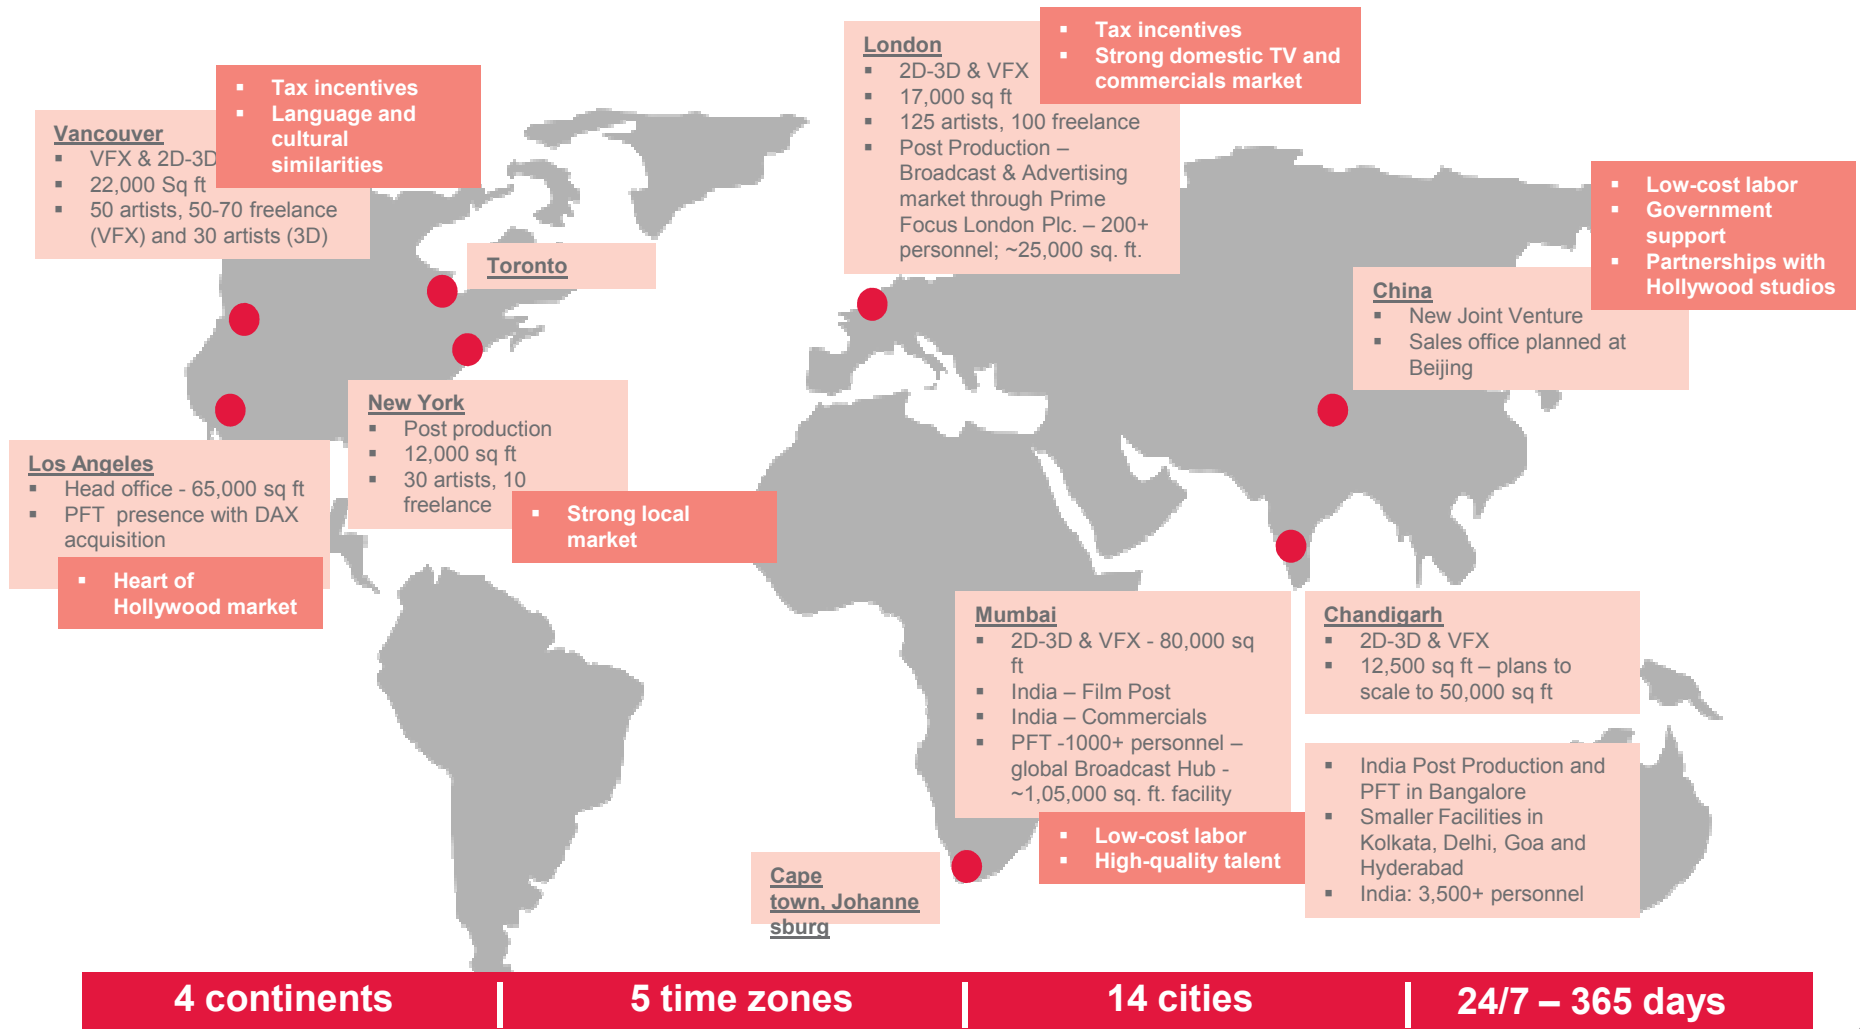 Vancouver
▪ VFX & 2D-3D
▪ 22,000 Sq ft
▪ 50 artists, 50-70 freelance
(VFX) and 30 artists (3D)
▪ Tax incentives
▪ Language and
cultural
similarities
Toronto
New York
▪ Post production
▪ 12,000 sq ft
▪ 30 artists, 10
freelance
▪ Strong local
market
Los Angeles
▪ Head office - 65,000 sq ft
▪ PFT presence with DAX
acquisition
▪ Heart of
Hollywood market
London
▪ 2D-3D & VFX
▪ 17,000 sq ft
▪ 125 artists, 100 freelance
▪ Post Production –
Broadcast & Advertising
market through Prime
Focus London Plc. – 200+
personnel; ~25,000 sq. ft.
▪ Tax incentives
▪ Strong domestic TV and
commercials market
China
▪ New Joint Venture
▪ Sales office planned at
Beijing
▪ Low-cost labor
▪ Government
support
▪ Partnerships with
Hollywood studios
Mumbai
▪ 2D-3D & VFX - 80,000 sq
ft
▪ India – Film Post
▪ India – Commercials
▪ PFT -1000+ personnel –
global Broadcast Hub -
~1,05,000 sq. ft. facility
▪ Low-cost labor
▪ High-quality talent
Chandigarh
▪ 2D-3D & VFX
▪ 12,500 sq ft – plans to
scale to 50,000 sq ft
▪ India Post Production and
PFT in Bangalore
▪ Smaller Facilities in
Kolkata, Delhi, Goa and
Hyderabad
▪ India: 3,500+ personnel
Cape
town, Johanne
sburg
4 continents
5 time zones
14 cities
24/7 – 365 days